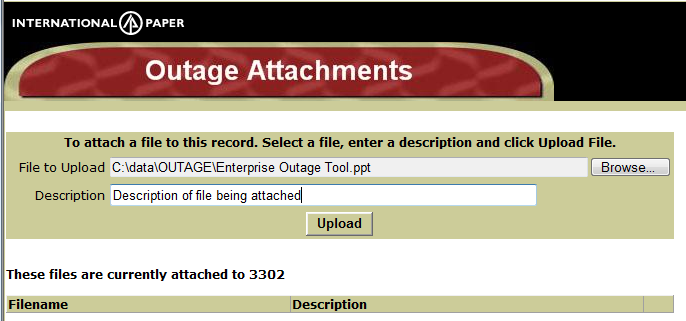 INTERNATIONAL PAPER
Outage Attachments
To attach a file to this record. Select a file, enter a description and click Upload File.
File to Upload C:\data\OUTAGE\Enterprise Outage Tool.ppt Browse...
Description Description of file being attached
Upload
These files are currently attached to 3302
Filename Description